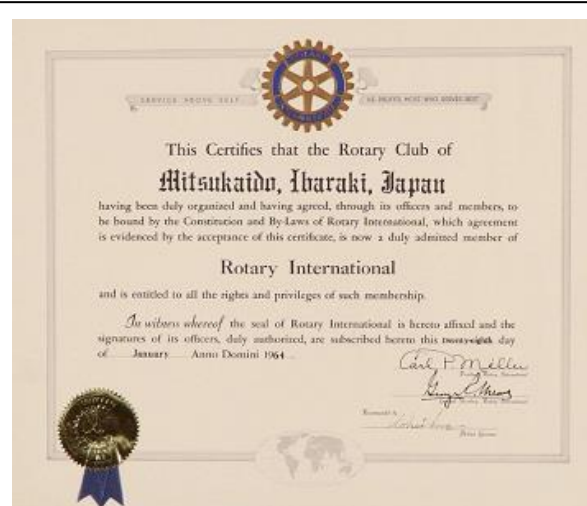 ROTARY INTERNATIONAL
SERVICE ABOVE SELF
HE PROFITS MOST WHO SERVES BEST
This Certifies that the Rotary Club of
Mitsukaido, Ibaraki, Japan
having been duly organized and having agreed, through its officers and members, to
be bound by the Constitution and By-Laws of Rotary International, which agreement
is evidenced by the acceptance of this certificate, is now a duly admitted member of
Rotary International
and is entitled to all the rights and privileges of such membership.
In witness whereof the seal of Rotary International is hereto affixed and the
signatures of its officers, duly authorized, are subscribed hereto this twenty-eighth day
of January Anno Domini 1964
Carl P. Miller